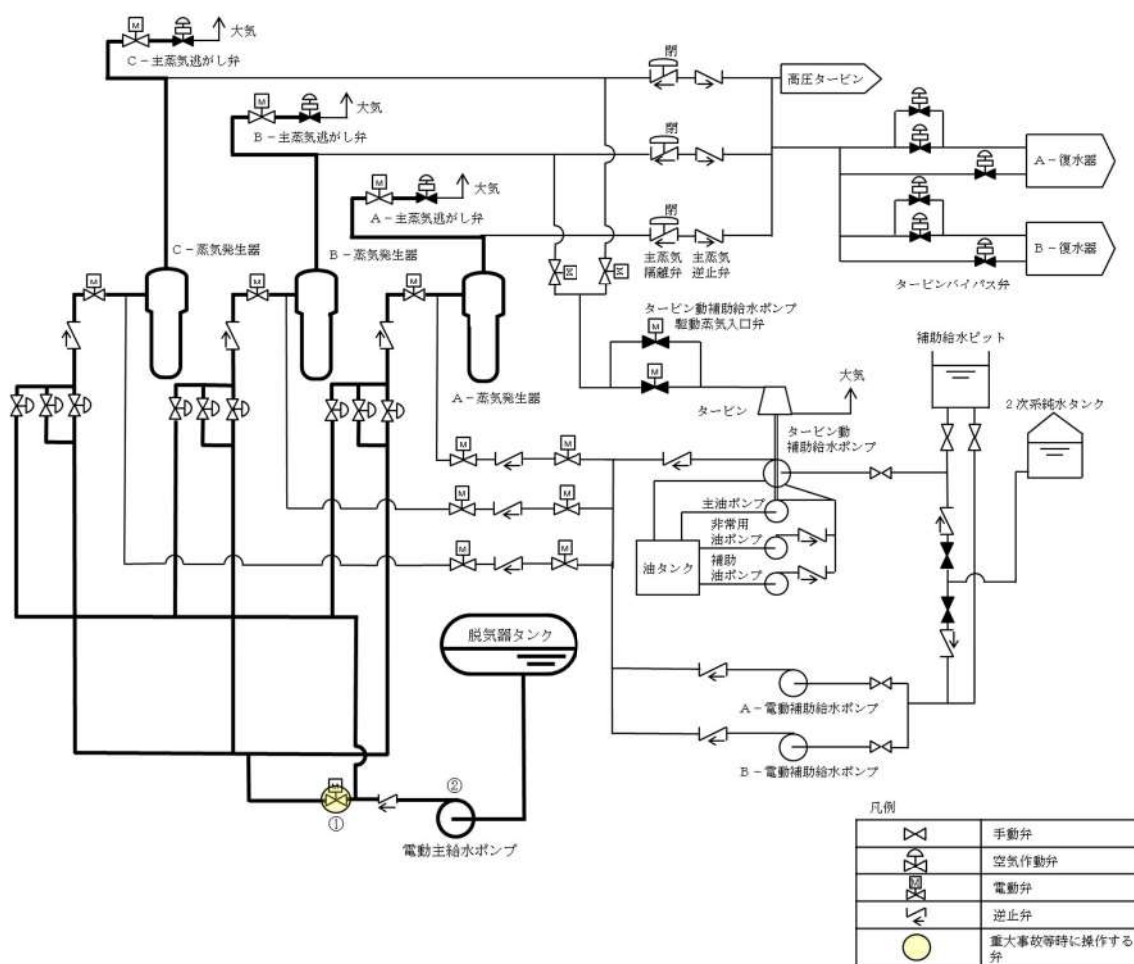 M
大気
C-主蒸気逃がし弁
M
大気
B-主蒸気逃がし弁
M
大気
A-主蒸気逃がし弁
閉
高圧タービン
閉
閉
主蒸気
隔離弁
主蒸気
逆止弁
A-復水器
B-復水器
タービンバイパス弁
C-蒸気発生器
B-蒸気発生器
A-蒸気発生器
M
M
M
M
M
タービン動補助給水ポンプ
駆動蒸気入口弁
M
M
タービン
大気
補助給水ピット
2次系純水タンク
タービン動
補助給水ポンプ
M
M
M
M
M
M
主油ポンプ
非常用
油ポンプ
補助
油ポンプ
油タンク
脱気器タンク
A-電動補助給水ポンプ
B-電動補助給水ポンプ
M
①
②
電動主給水ポンプ
凡例
手動弁
空気作動弁
M
電動弁
逆止弁
重大事故等時に操作する
弁